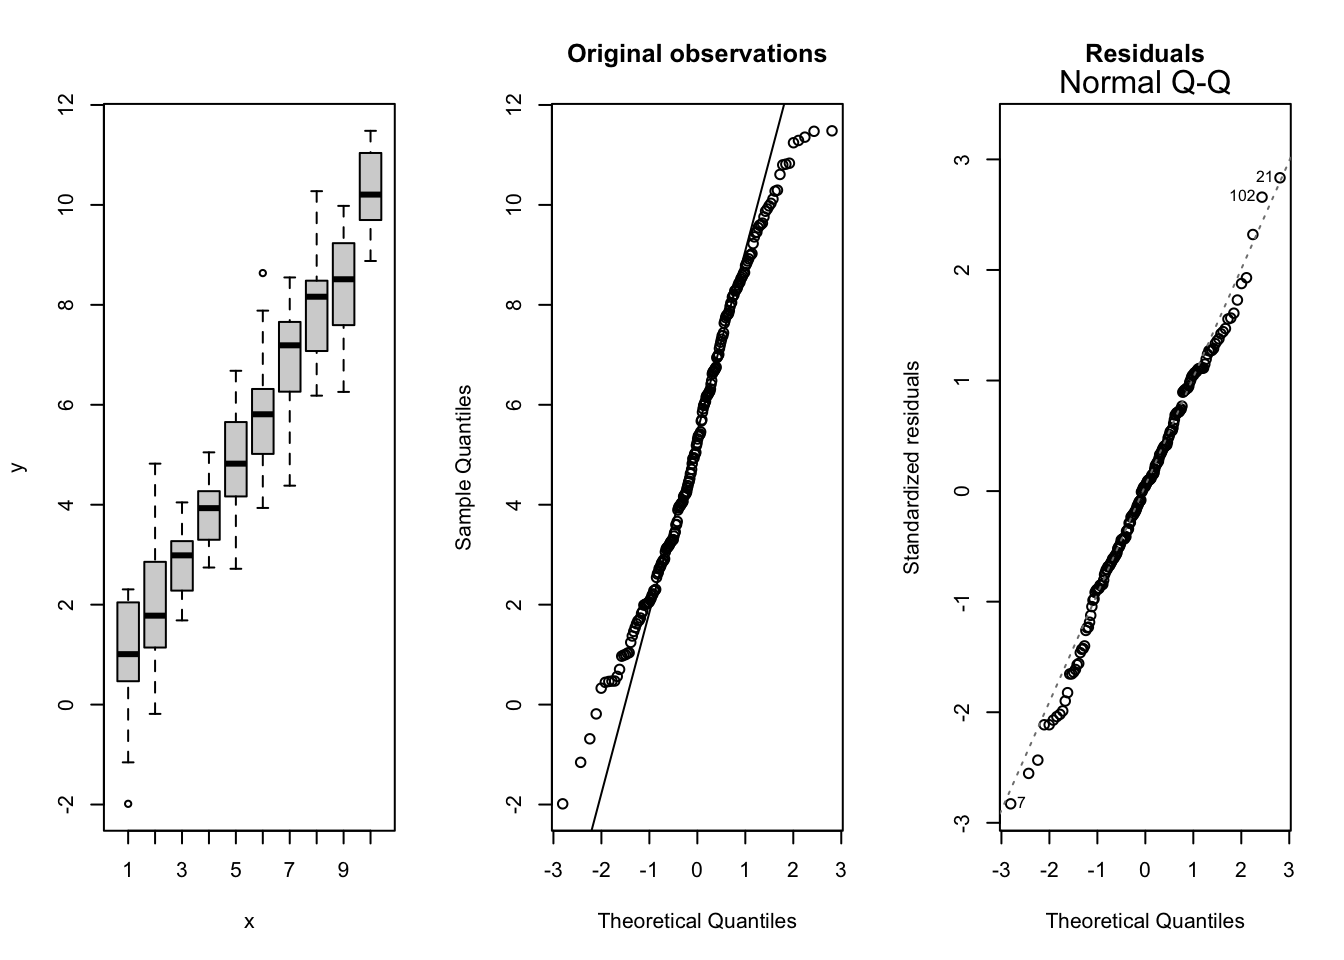 y
12
10
8
6
4
2
0
-2
1 3 5 7 9
x
Original observations
Sample Quantiles
12
10
8
6
4
2
0
-2
-3 -2 -1 0 1 2 3
Theoretical Quantiles
Residuals
Normal Q-Q
Standardized residuals
3
2
1
0
-1
-2
-3
21
102
7
-3 -2 -1 0 1 2 3
Theoretical Quantiles